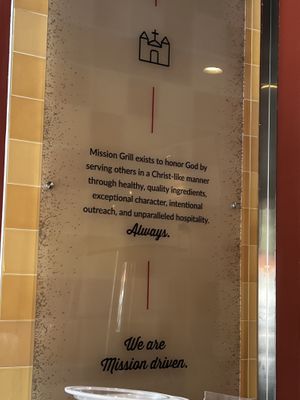 Mission Grill exists to honor God by
serving others in a Christ-like manner
through healthy, quality ingredients,
exceptional character, intentional
outreach, and unparalleled hospitality.
Always.
We are
Mission driven.